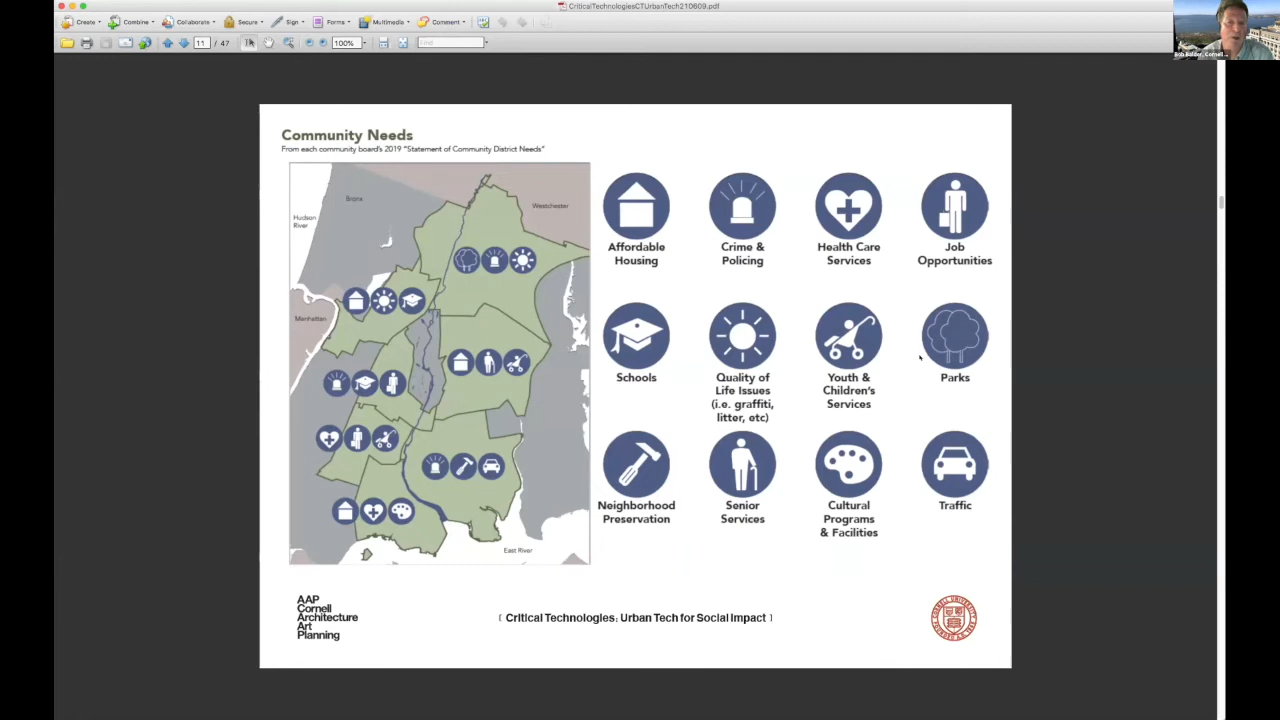 CriticalTechnologiesCTUrbanTech210609.pdf
Create
Combine
Collaborate
Secure
Sign
Forms
Multimedia
Comment
11 / 47
100%
Find
Community Needs
From each community board's 2019 "Statement of Community District Needs"
Bronx
Westchester
Hudson
River
Manhattan
East River
Affordable
Housing
Crime &
Policing
Health Care
Services
Job
Opportunities
Schools
Quality of
Life Issues
(i.e. graffiti,
litter, etc)
Youth &
Children's
Services
Parks
Neighborhood
Preservation
Senior
Services
Cultural
Programs
& Facilities
Traffic
AAP
Cornell
Architecture
Art
Planning
[ Critical Technologies: Urban Tech for Social Impact ]